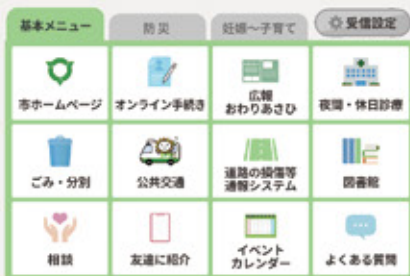 基本メニュー
防災
妊娠～子育て
受信設定
市ホームページ
オンライン手続き
広報
おわりあさひ
夜間・休日診療
ごみ・分別
公共交通
道路の損傷等
通報システム
図書館
相談
友達に紹介
イベント
カレンダー
よくある質問